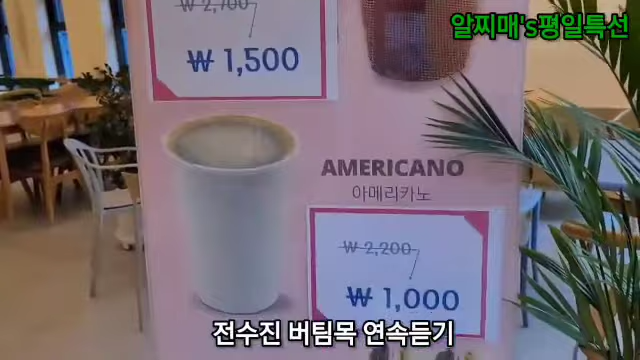 알찌매's평일특선
₩ 2,700
₩ 1,500
AMERICANO
아메리카노
₩ 2,200
₩ 1,000
전수진 버팀목 연속듣기